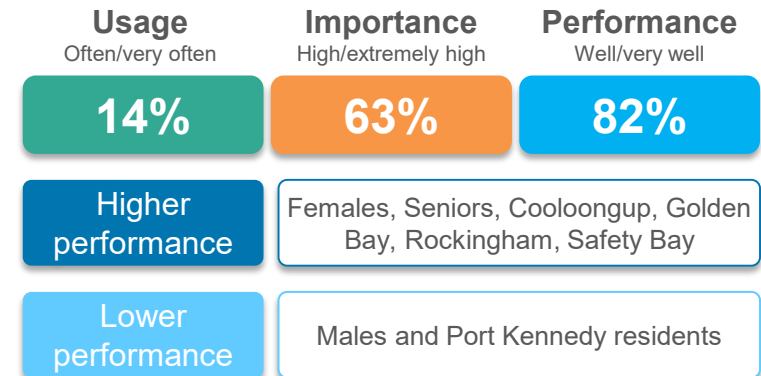 Usage
Often/very often
14%
Importance
High/extremely high
63%
Performance
Well/very well
82%
Higher
performance
Females, Seniors, Cooloongup, Golden
Bay, Rockingham, Safety Bay
Lower
performance
Males and Port Kennedy residents